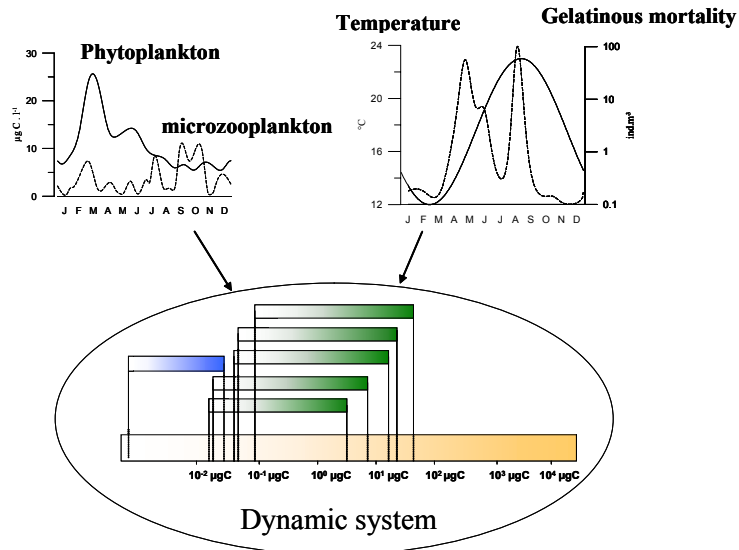 Temperature
Gelatinous mortality
Phytoplankton
microzooplankton
30
20
10
0
µg C . l⁻¹
J F M A M J J A S O N D
24
20
16
12
°C
J F M A M J J A S O N D
100
10
1
0.1
ind.m³
10⁻² µgC 10⁻¹ µgC 10⁰ µgC 10¹ µgC 10² µgC 10³ µgC 10⁴ µgC
Dynamic system